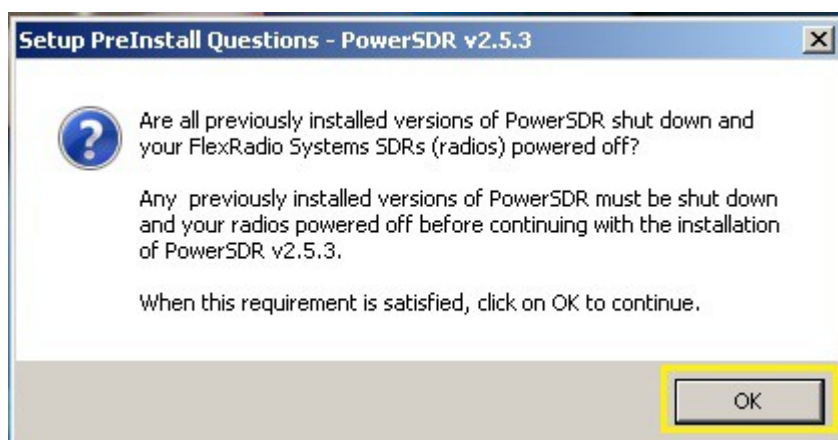 Setup PreInstall Questions - PowerSDR v2.5.3
Are all previously installed versions of PowerSDR shut down and
your FlexRadio Systems SDRs (radios) powered off?
Any  previously installed versions of PowerSDR must be shut down
and your radios powered off before continuing with the installation
of PowerSDR v2.5.3.
When this requirement is satisfied, click on OK to continue.
OK